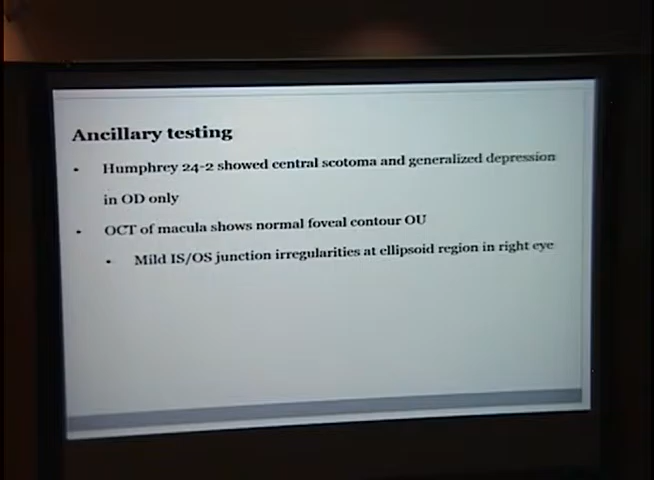 Ancillary testing
• Humphrey 24-2 showed central scotoma and generalized depression
in OD only
• OCT of macula shows normal foveal contour OU
• Mild IS/OS junction irregularities at ellipsoid region in right eye